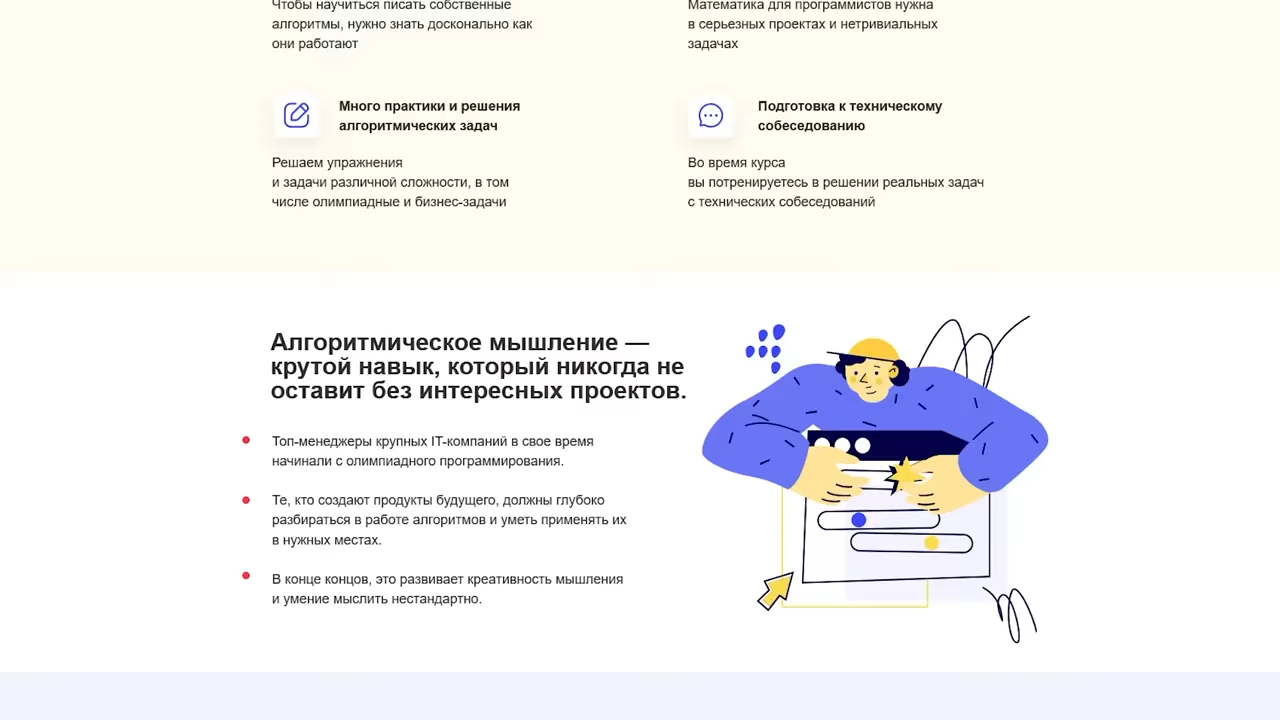 Чтобы научиться писать собственные
алгоритмы, нужно знать досконально как
они работают
Математика для программистов нужна
в серьезных проектах и нетривиальных
задачах
Много практики и решения
алгоритмических задач
Решаем упражнения
и задачи различной сложности, в том
числе олимпиадные и бизнес-задачи
Подготовка к техническому
собеседованию
Во время курса
вы потренируетесь в решении реальных задач
с технических собеседований
Алгоритмическое мышление —
крутой навык, который никогда не
оставит без интересных проектов.
Топ-менеджеры крупных IT-компаний в свое время
начинали с олимпиадного программирования.
Те, кто создают продукты будущего, должны глубоко
разбираться в работе алгоритмов и уметь применять их
в нужных местах.
В конце концов, это развивает креативность мышления
и умение мыслить нестандартно.